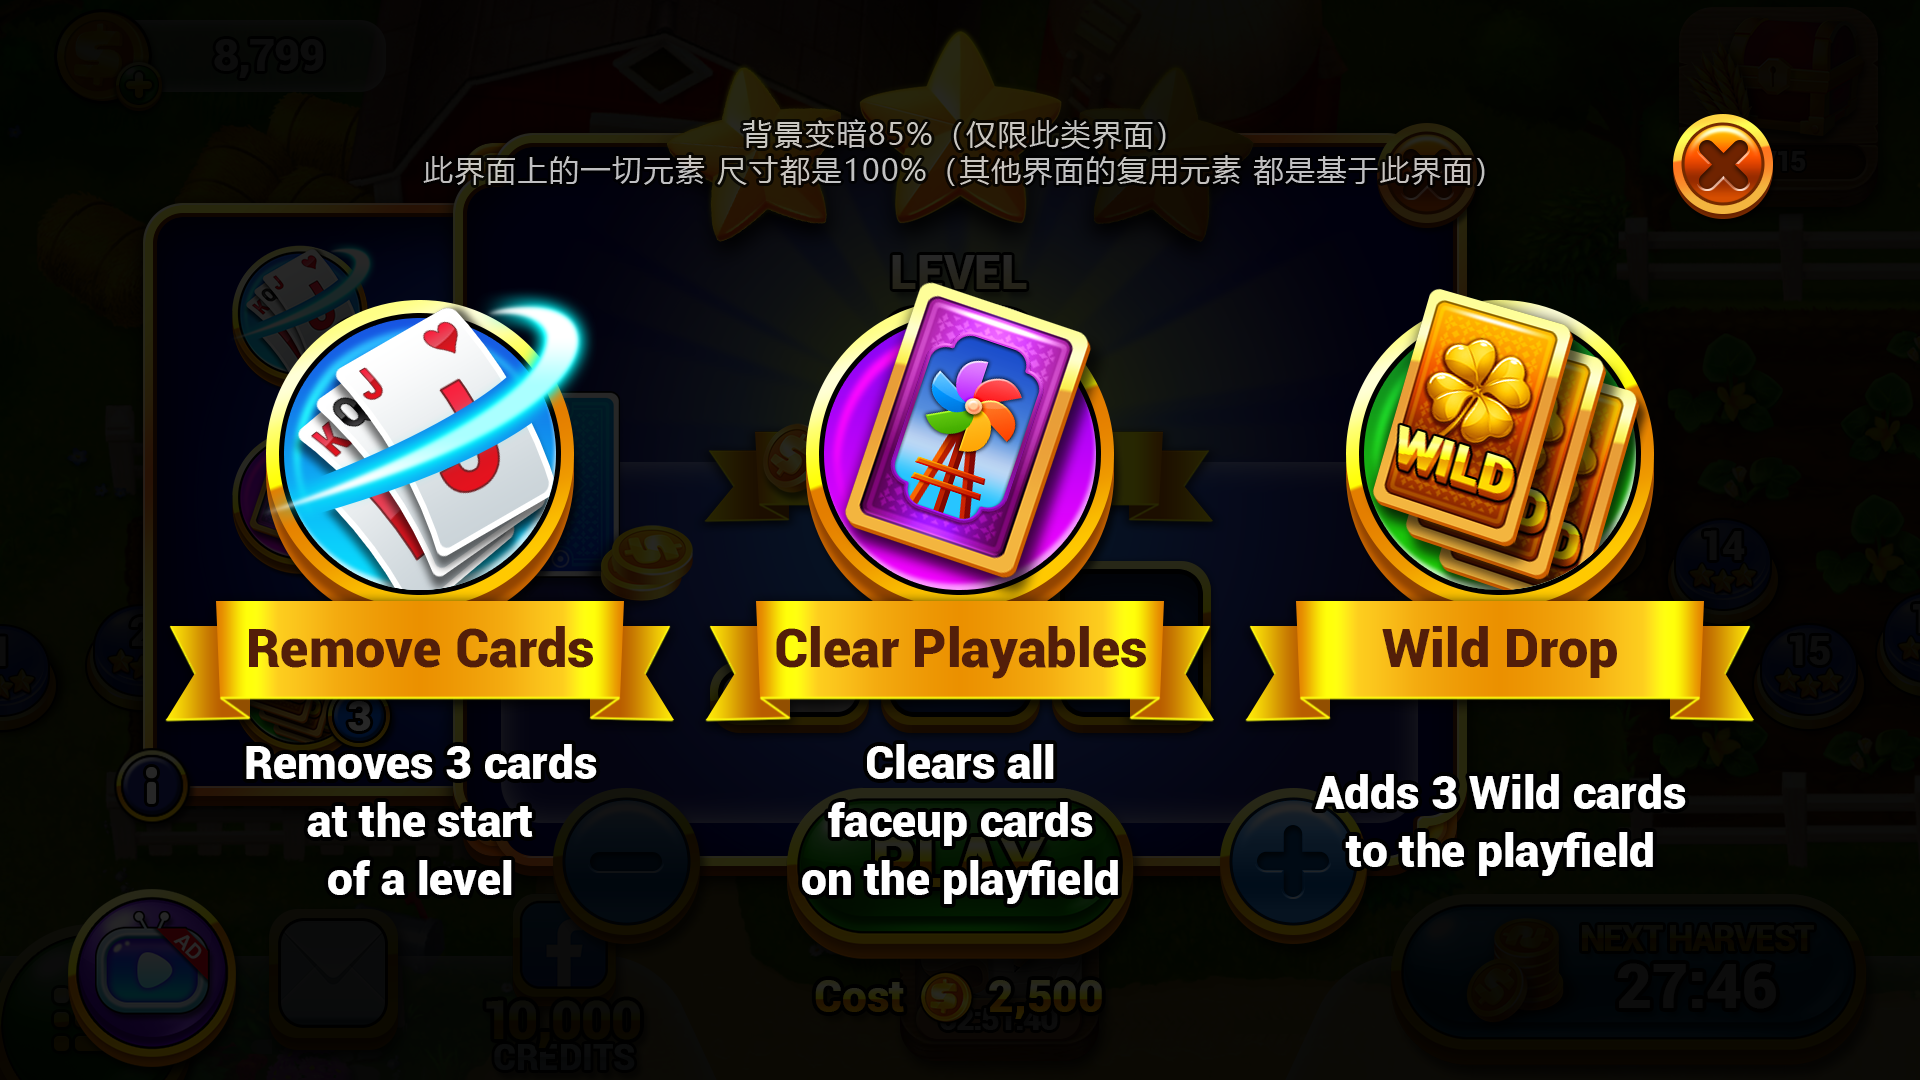 8,799
背景变暗85%（仅限此类界面）
此界面上的一切元素 尺寸都是100%（其他界面的复用元素 都是基于此界面）
15
LEVEL
K
Q
J
J
WILD
14
Remove Cards
Clear Playables
Wild Drop
15
3
i
Removes 3 cards
at the start
of a level
Clears all
faceup cards
on the playfield
Adds 3 Wild cards
to the playfield
PLAY
AD
NEXT HARVEST
27:46
Cost 2,500
10,000
CREDITS